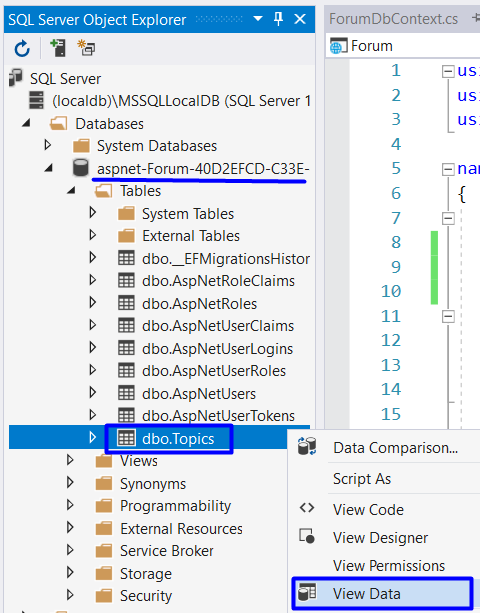 SQL Server Object Explorer
SQL Server
(localdb)\MSSQLLocalDB (SQL Server 1
Databases
System Databases
aspnet-Forum-40D2EFCD-C33E-
Tables
System Tables
External Tables
dbo.__EFMigrationsHistor
dbo.AspNetRoleClaims
dbo.AspNetRoles
dbo.AspNetUserClaims
dbo.AspNetUserLogins
dbo.AspNetUserRoles
dbo.AspNetUsers
dbo.AspNetUserTokens
dbo.Topics
Views
Synonyms
Programmability
External Resources
Service Broker
Storage
Security
ForumDbContext.cs
Forum
1 usi
2 usi
3 usi
4
5 nam
6 {
7
8
9
10
11
12
13
14
15
Data Comparison...
Script As
View Code
View Designer
View Permissions
View Data